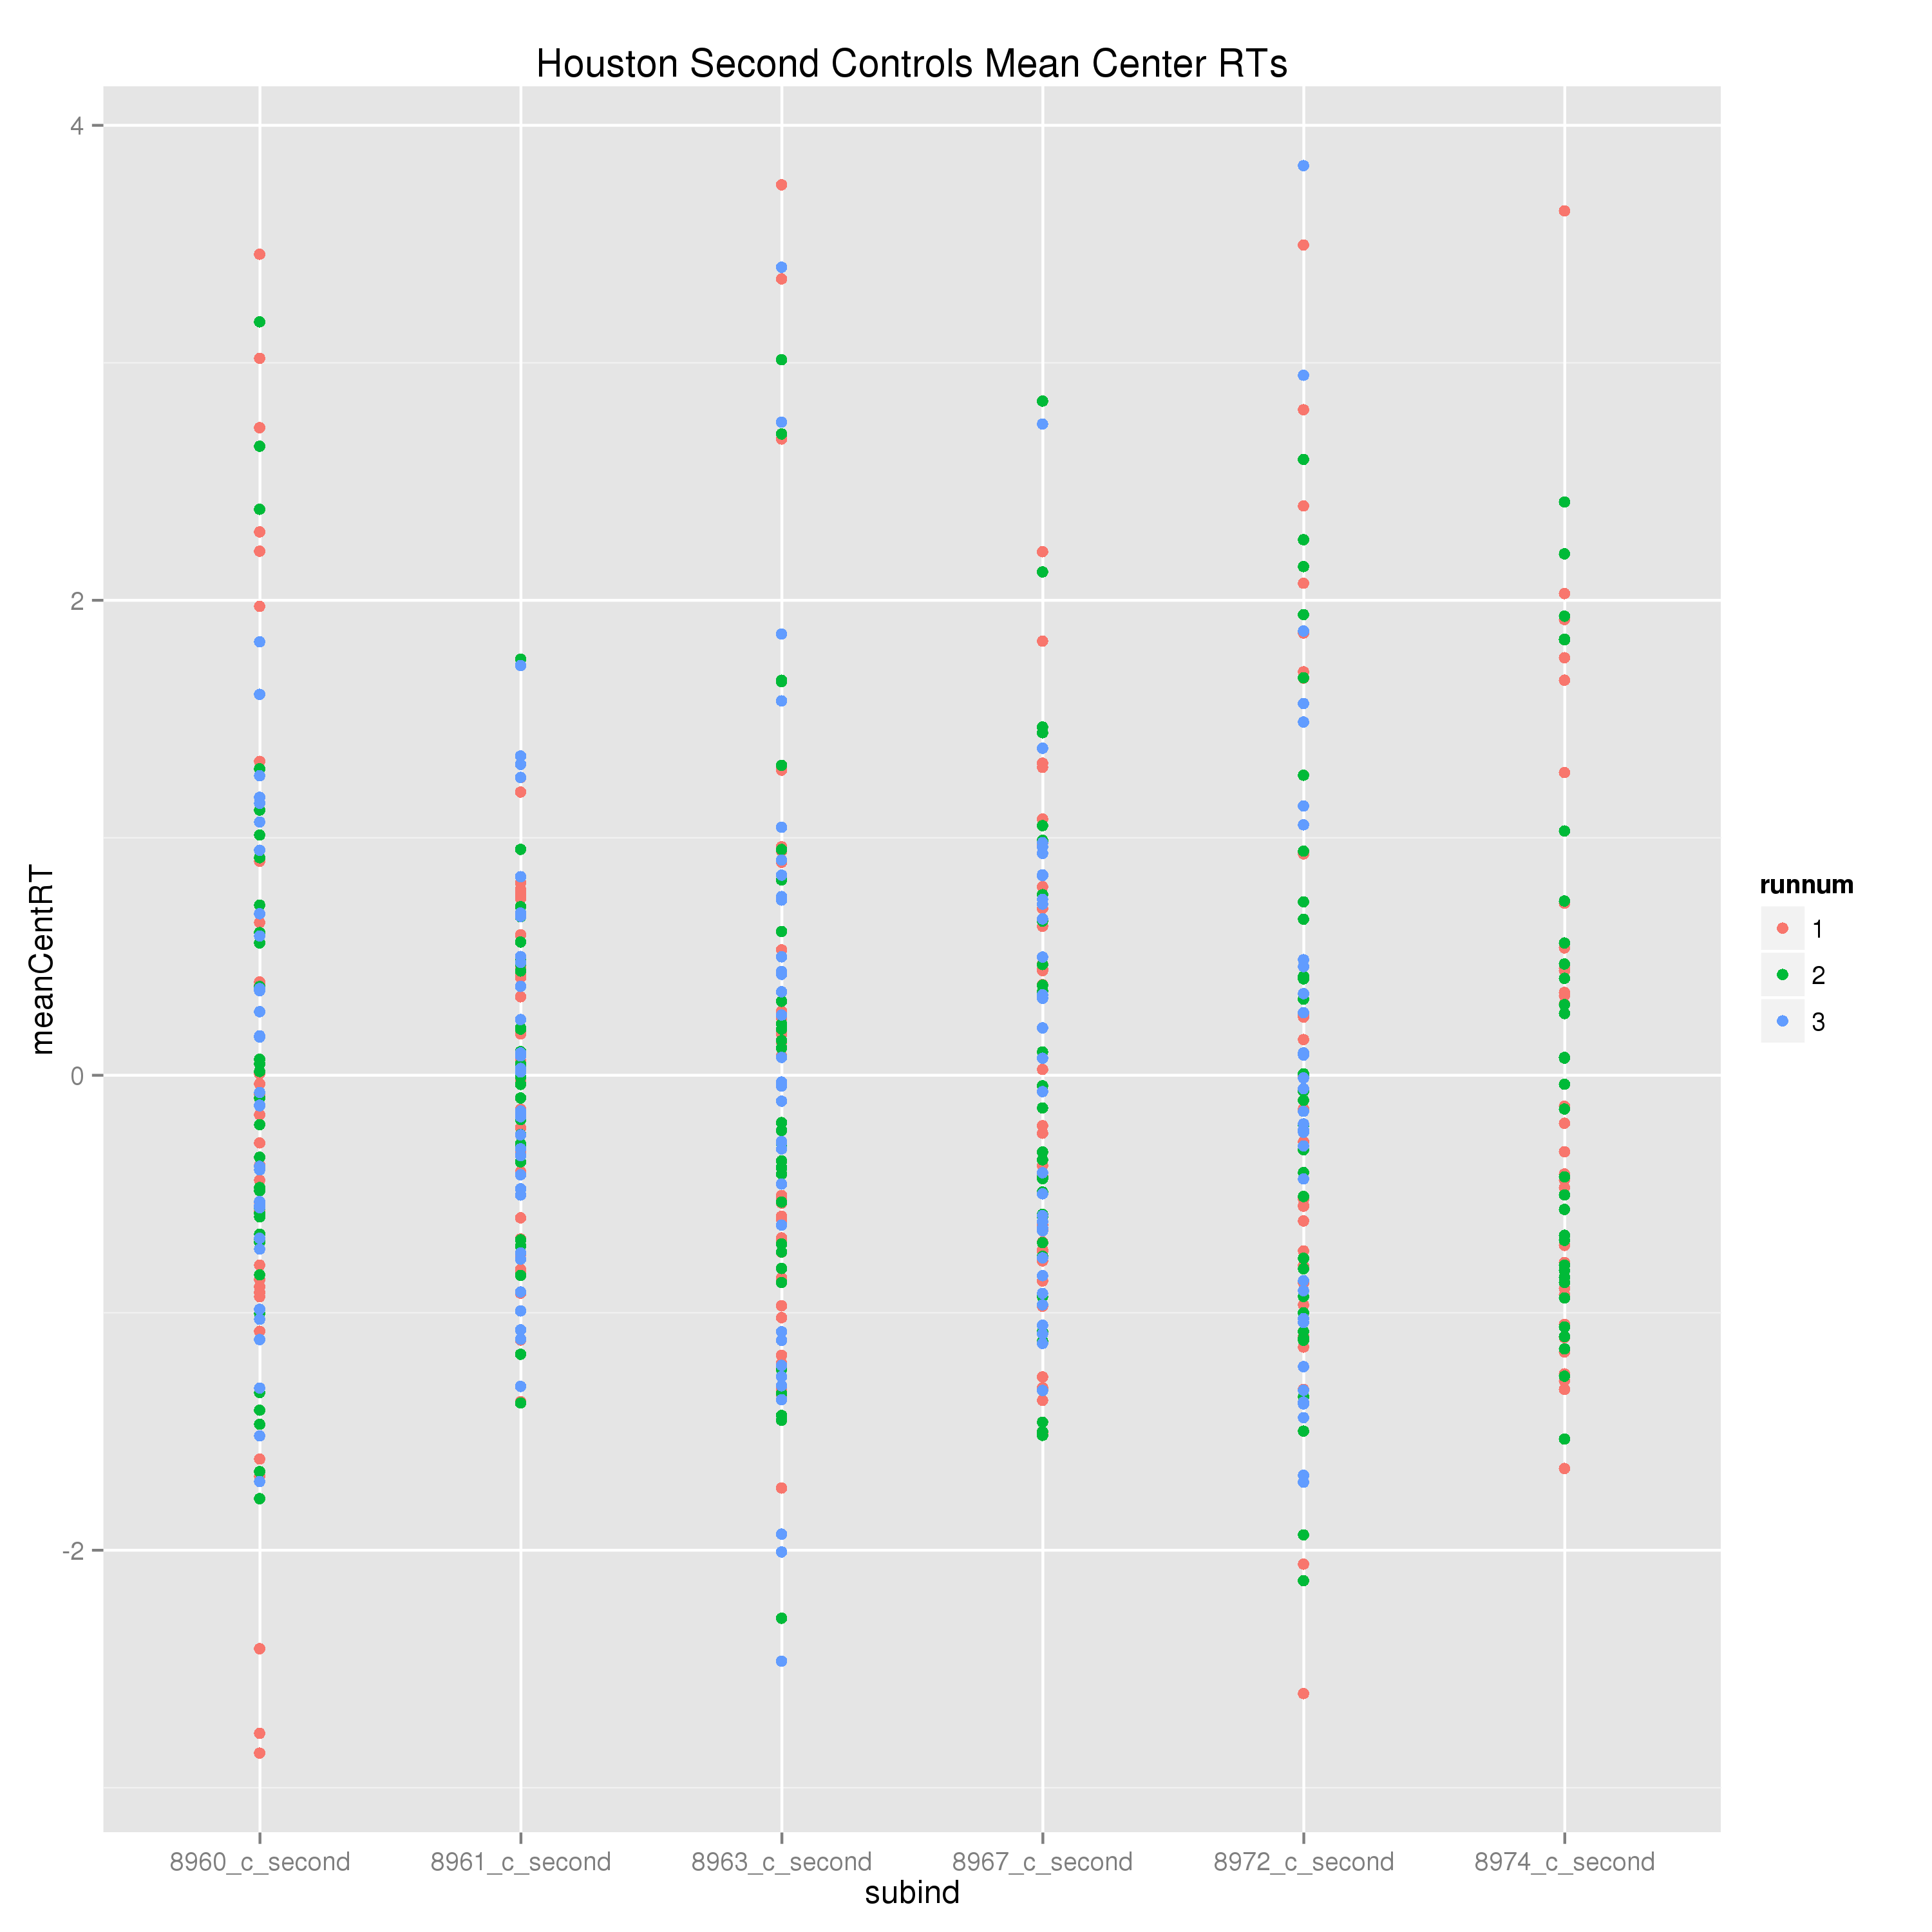 Houston Second Controls Mean Center RTs
4
2
0
-2
meanCentRT
8960_c_second 8961_c_second 8963_c_second 8967_c_second 8972_c_second 8974_c_second
subind
runnum
1
2
3